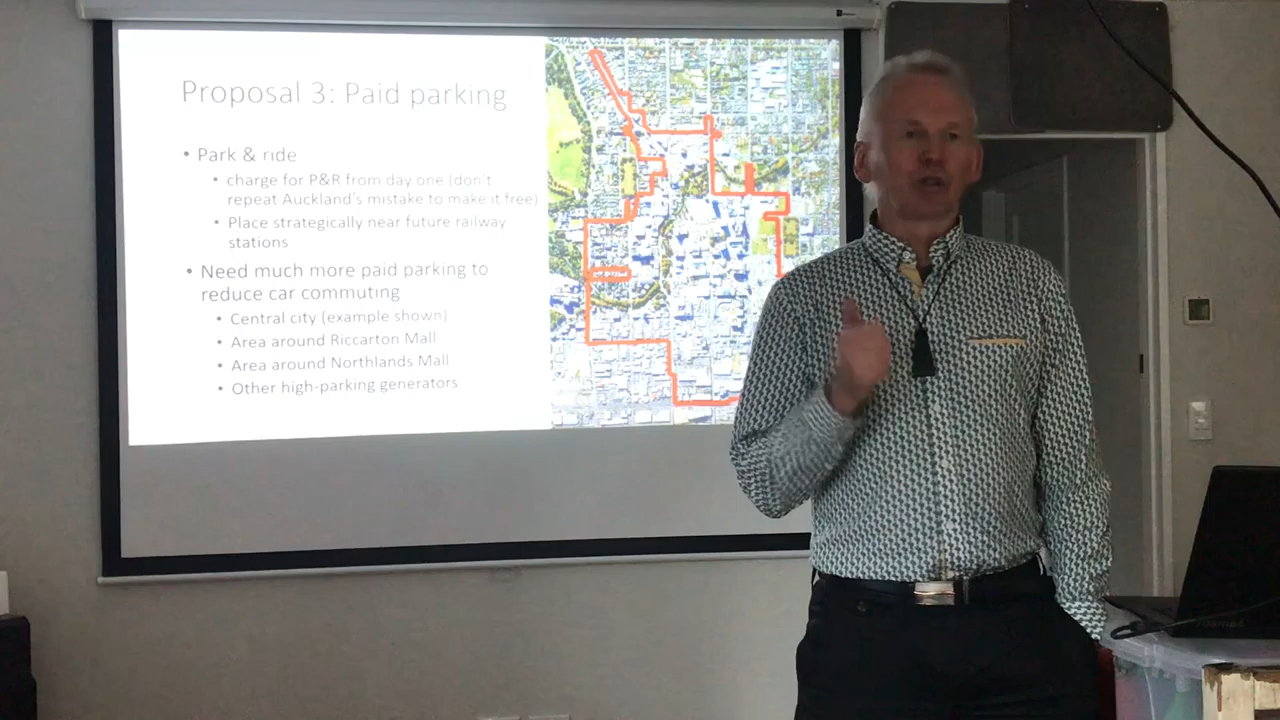 Proposal 3: Paid parking
• Park & ride
• charge for P&R from day one (don't
repeat Auckland's mistake to make it free)
• Place strategically near future railway
stations
• Need much more paid parking to
reduce car commuting
• Central city (example shown)
• Area around Riccarton Mall
• Area around Northlands Mall
• Other high-parking generators
TOSHIBA